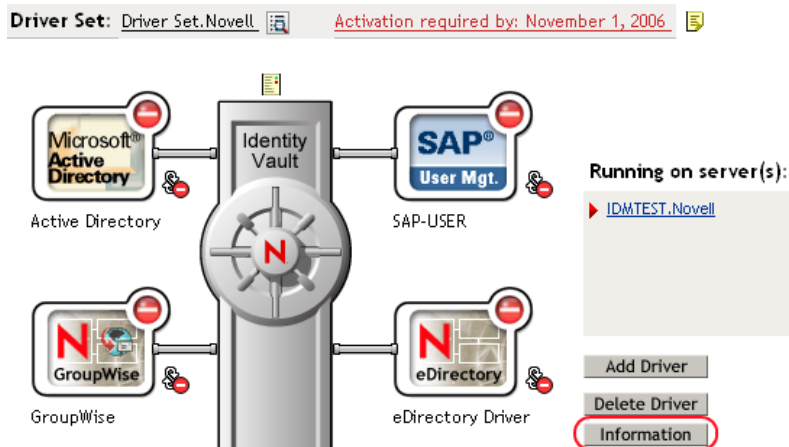 Driver Set: Driver Set.Novell Activation required by: November 1, 2006
Microsoft®
Active
Directory
Active Directory
Identity
Vault
N
SAP®
User Mgt.
SAP-USER
Running on server(s):
IDMTEST.Novell
N
GroupWise
GroupWise
N
eDirectory
eDirectory Driver
Add Driver
Delete Driver
Information